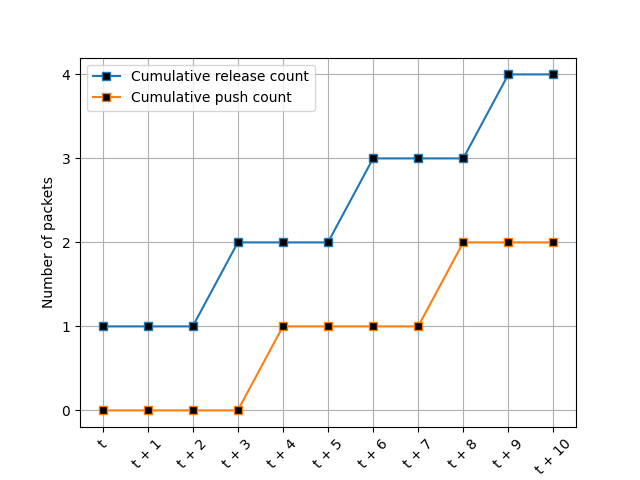 Cumulative release count
Cumulative push count
Number of packets
4
3
2
1
0
t
t + 1
t + 2
t + 3
t + 4
t + 5
t + 6
t + 7
t + 8
t + 9
t + 10